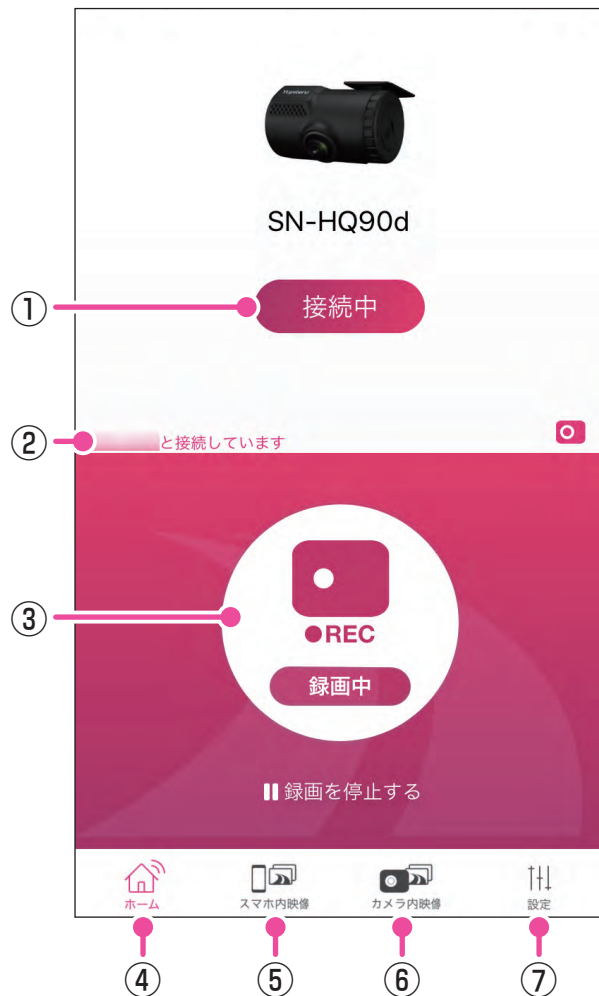 SN-HQ90d
①
接続中
②
と接続しています
③
●REC
録画中
録画を停止する
ホーム
スマホ内映像
カメラ内映像
設定
④
⑤
⑥
⑦